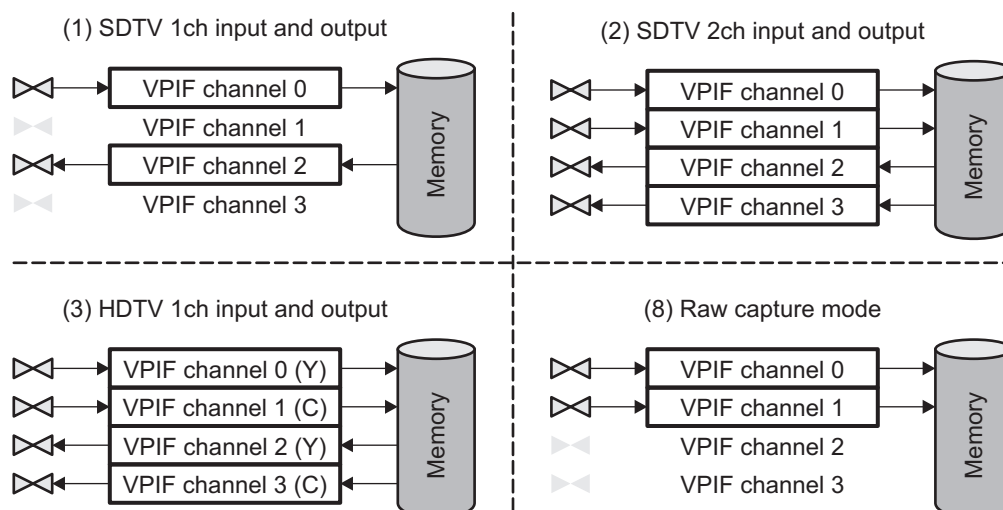 (1) SDTV 1ch input and output
VPIF channel 0
VPIF channel 1
VPIF channel 2
VPIF channel 3
Memory
(2) SDTV 2ch input and output
VPIF channel 0
VPIF channel 1
VPIF channel 2
VPIF channel 3
Memory
(3) HDTV 1ch input and output
VPIF channel 0 (Y)
VPIF channel 1 (C)
VPIF channel 2 (Y)
VPIF channel 3 (C)
Memory
(8) Raw capture mode
VPIF channel 0
VPIF channel 1
VPIF channel 2
VPIF channel 3
Memory